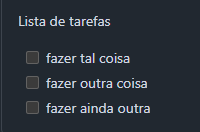 Lista de tarefas
fazer tal coisa
fazer outra coisa
fazer ainda outra